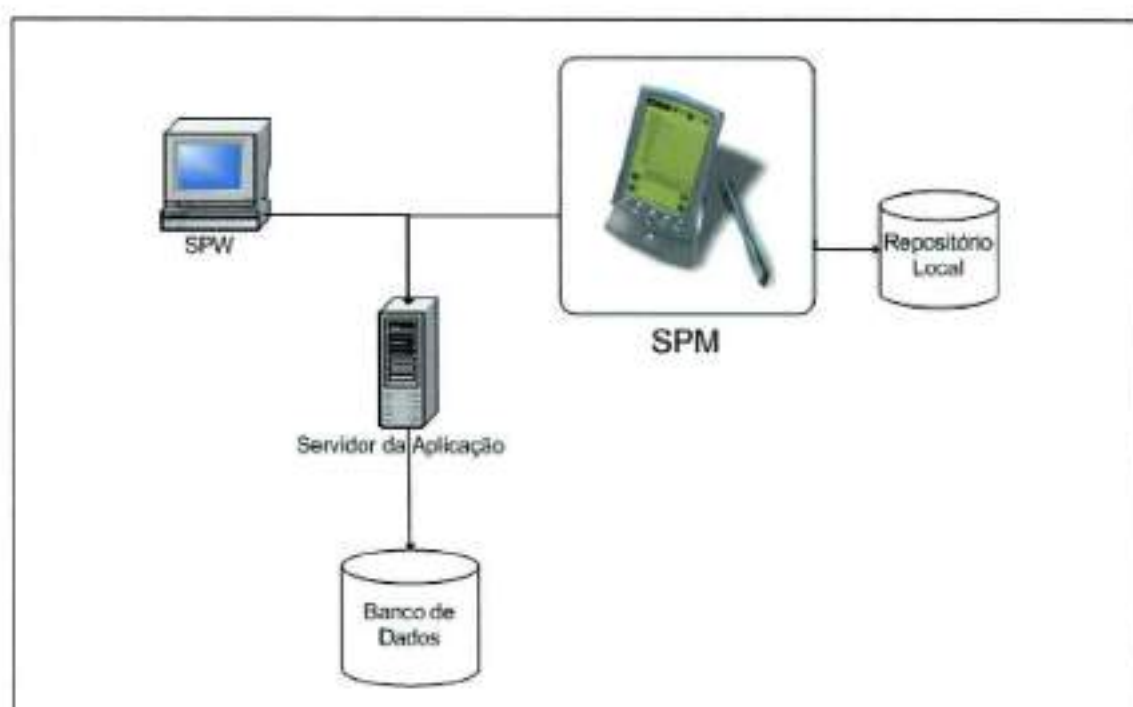 SPW
SPM
Repositório
Local
Servidor da Aplicação
Banco de
Dados